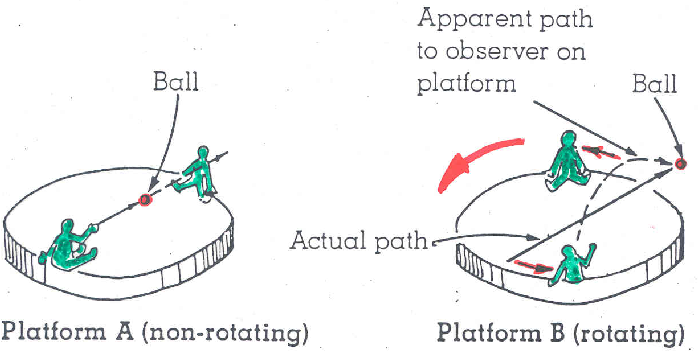 Ball
Apparent path
to observer on
platform
Ball
Actual path
Platform A (non-rotating)
Platform B (rotating)